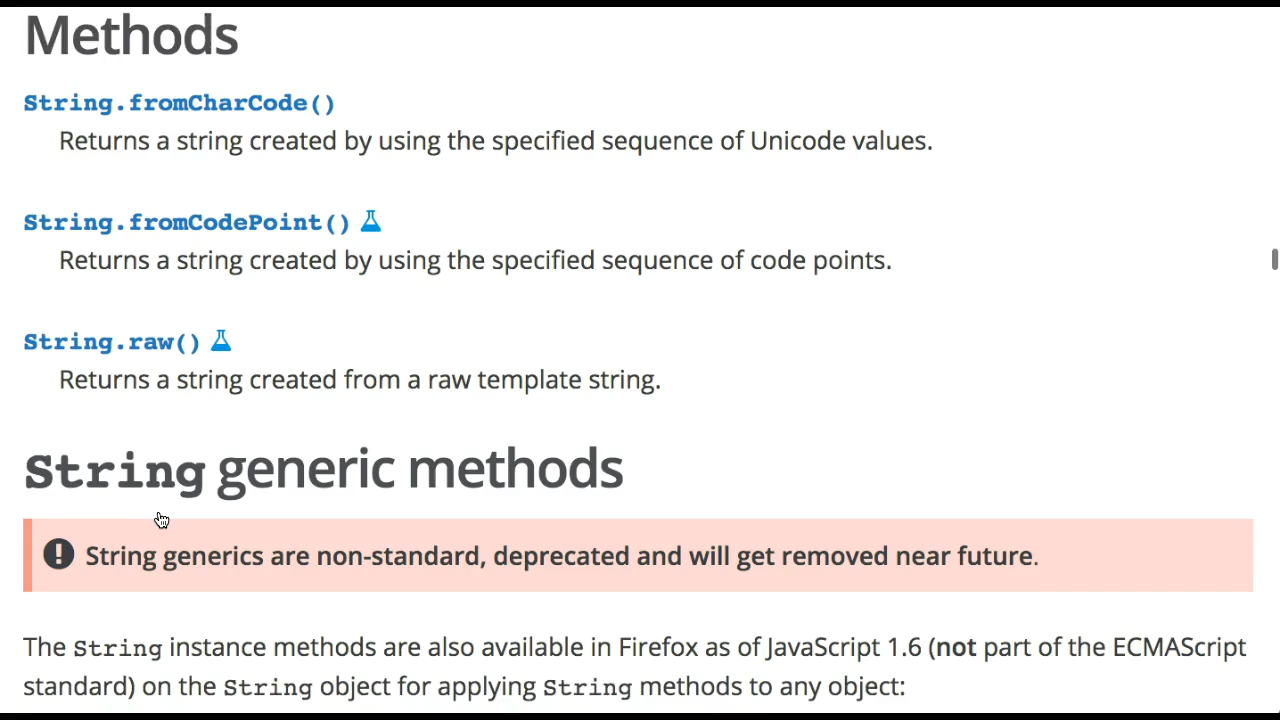 Methods
String.fromCharCode()
Returns a string created by using the specified sequence of Unicode values.
String.fromCodePoint()
Returns a string created by using the specified sequence of code points.
String.raw()
Returns a string created from a raw template string.
String generic methods
String generics are non-standard, deprecated and will get removed near future.
The String instance methods are also available in Firefox as of JavaScript 1.6 (not part of the ECMAScript
standard) on the String object for applying String methods to any object: